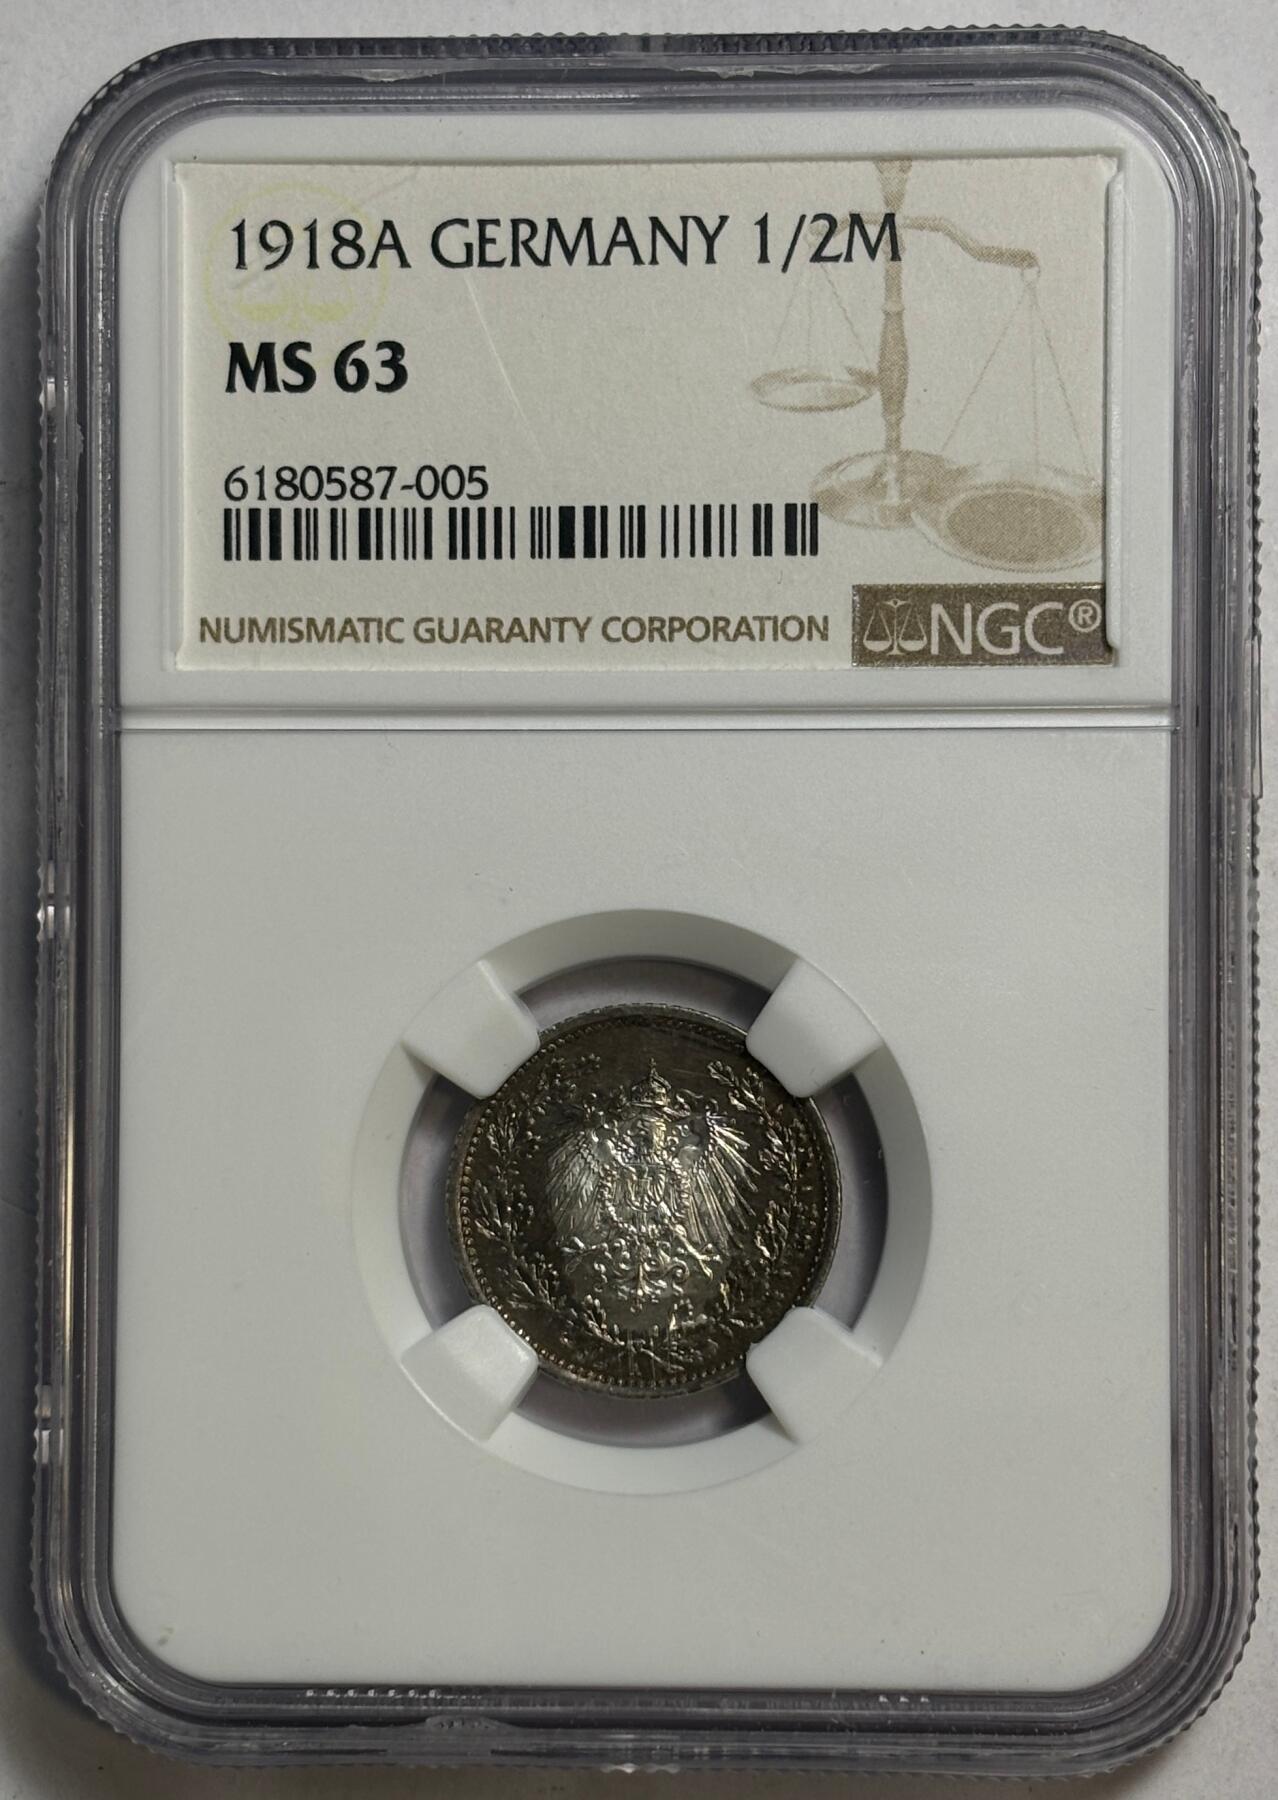 1918A GERMANY 1/2M
MS 63
6180587-005
NUMISMATIC GUARANTY CORPORATION
NGC®